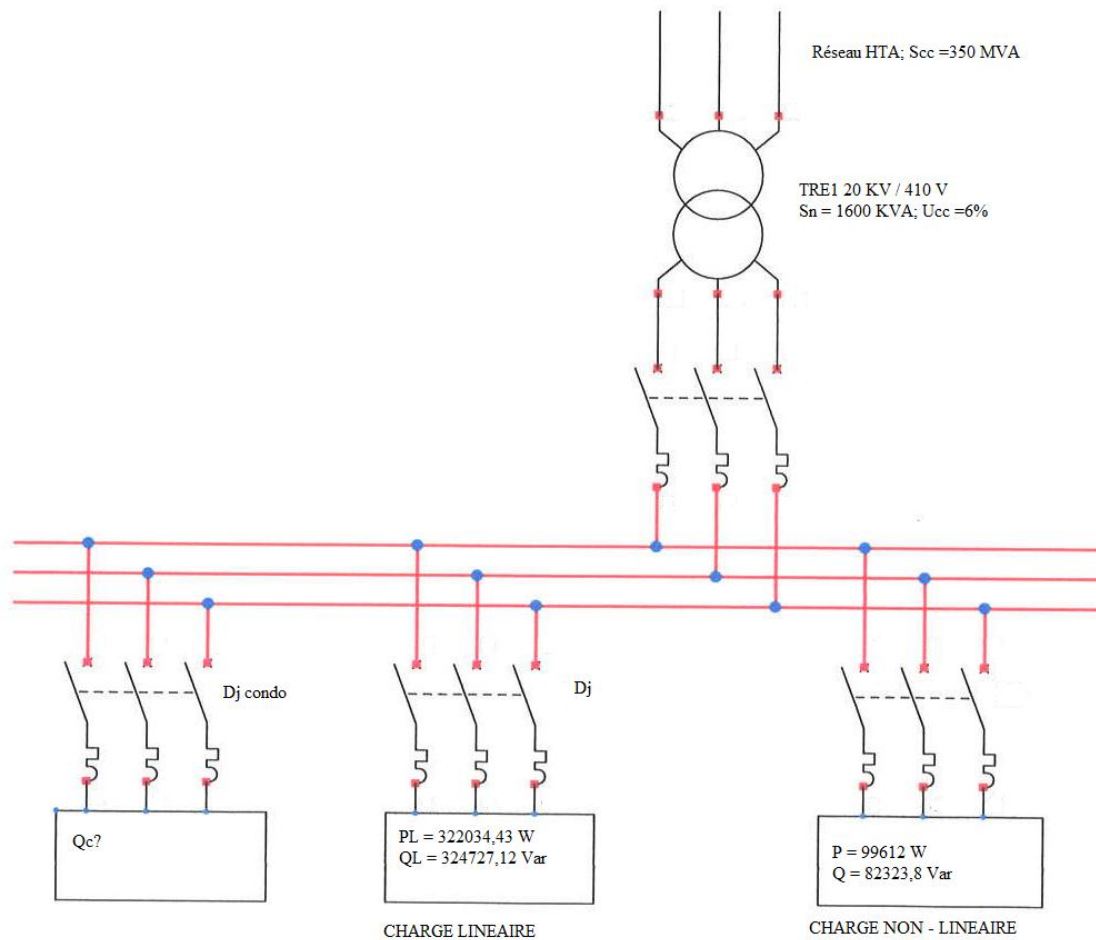 Réseau HTA; Scc =350 MVA
TRE1 20 KV / 410 V
Sn = 1600 KVA; Ucc =6%
Dj condo
Dj
Qc?
PL = 322034,43 W
QL = 324727,12 Var
P = 99612 W
Q = 82323,8 Var
CHARGE LINEAIRE
CHARGE NON - LINEAIRE